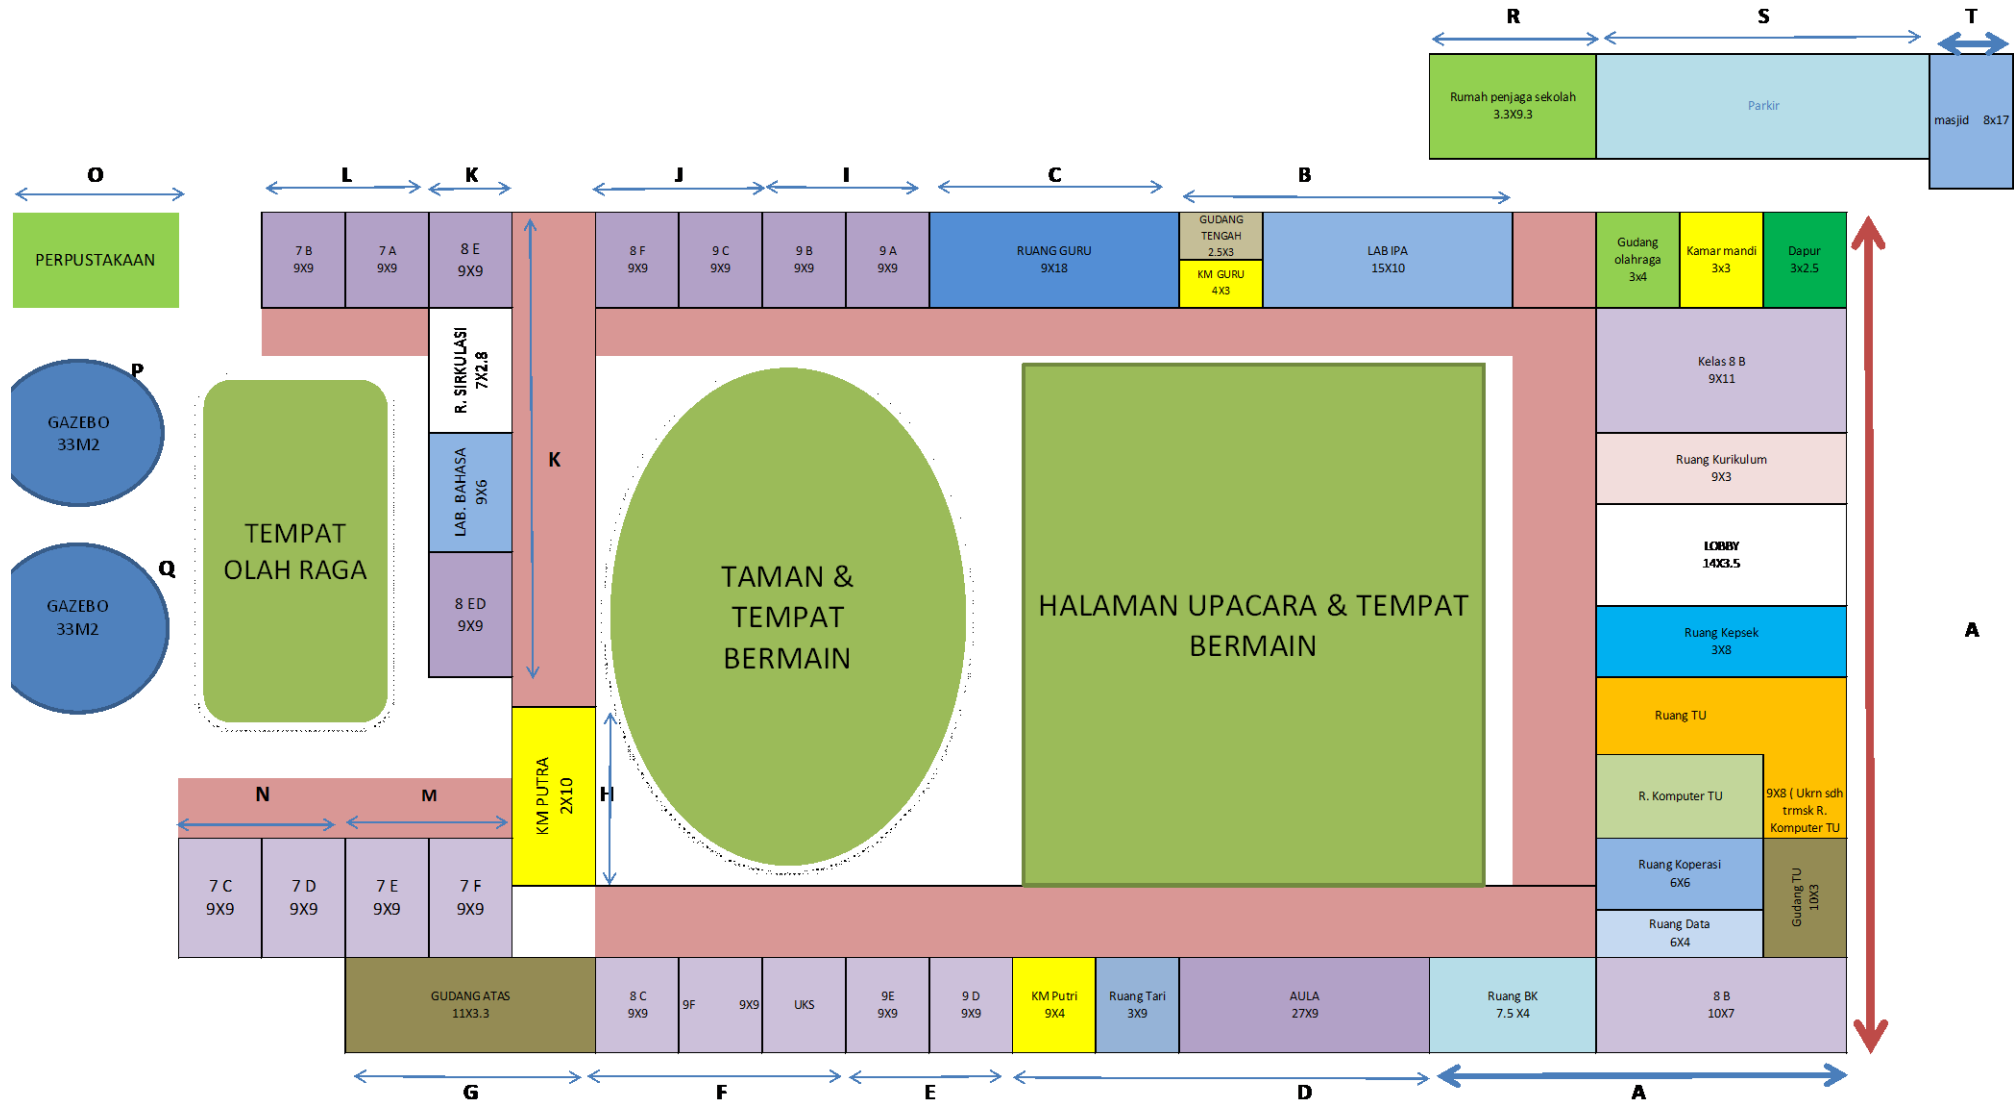 R
S
T
Rumah penjaga sekolah
3.3X9.3
Parkir
masjid 8x17
O
L
K
J
I
C
B
PERPUSTAKAAN
7 B
9X9
7 A
9X9
8 E
9X9
8 F
9X9
9 C
9X9
9 B
9X9
9 A
9X9
RUANG GURU
9X18
GUDANG
TENGAH
2.5X3
KM GURU
4X3
LAB IPA
15X10
Gudang
olahraga
3x4
Kamar mandi
3x3
Dapur
3x2.5
R. SIRKULASI
7X2.8
Kelas 8 B
9X11
P
GAZEBO
33M2
K
LAB. BAHASA
9X6
Ruang Kurikulum
9X3
TEMPAT
OLAH RAGA
LOBBY
14X3.5
Q
GAZEBO
33M2
8 ED
9X9
TAMAN &
TEMPAT
BERMAIN
HALAMAN UPACARA & TEMPAT
BERMAIN
Ruang Kepsek
3X8
A
Ruang TU
KM PUTRA
2X10
H
N
M
R. Komputer TU
9X8 ( Ukrn sdh
trmsk R.
Komputer TU
7 C
9X9
7 D
9X9
7 E
9X9
7 F
9X9
Ruang Koperasi
6X6
Gudang TU
10X3
Ruang Data
6X4
GUDANG ATAS
11X3.3
8 C
9X9
9F 9X9
UKS
9E
9X9
9 D
9X9
KM Putri
9X4
Ruang Tari
3X9
AULA
27X9
Ruang BK
7.5 X4
8 B
10X7
G
F
E
D
A